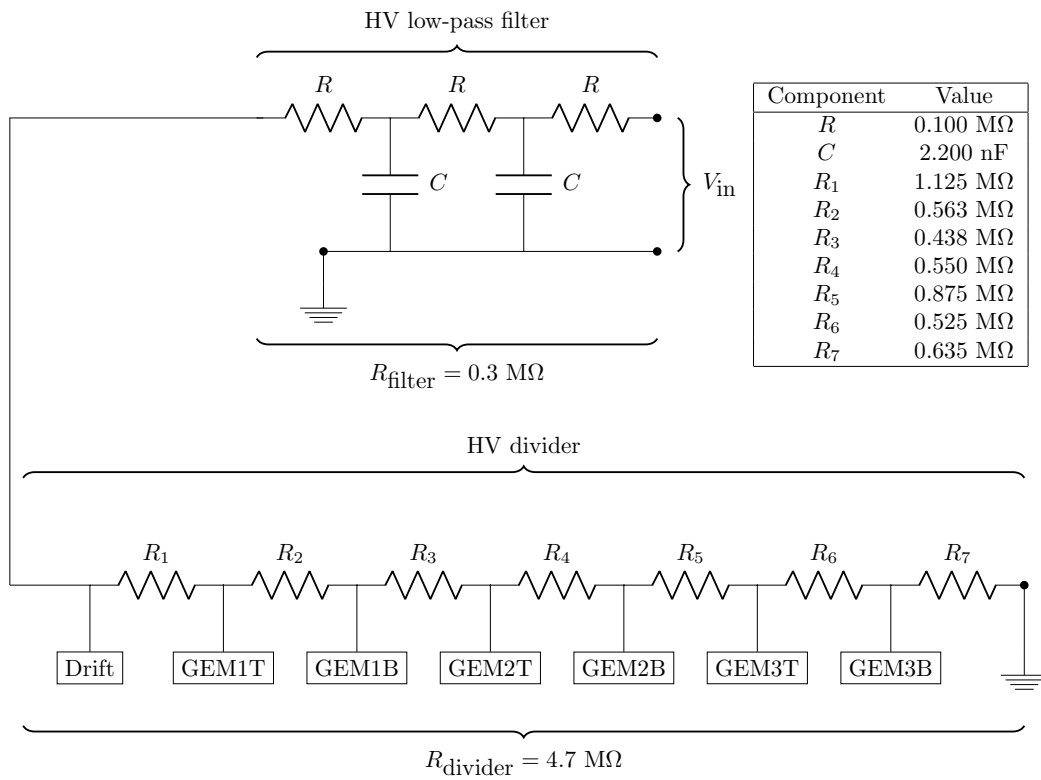 HV low-pass filter
R R R
C C
V_in
R_filter = 0.3 MΩ
Component Value
R 0.100 MΩ
C 2.200 nF
R_1 1.125 MΩ
R_2 0.563 MΩ
R_3 0.438 MΩ
R_4 0.550 MΩ
R_5 0.875 MΩ
R_6 0.525 MΩ
R_7 0.635 MΩ
HV divider
R_1 R_2 R_3 R_4 R_5 R_6 R_7
Drift GEM1T GEM1B GEM2T GEM2B GEM3T GEM3B
R_divider = 4.7 MΩ